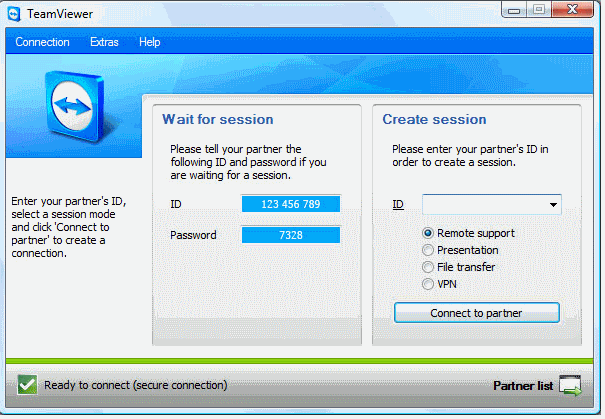 TeamViewer
Connection Extras Help
Wait for session
Please tell your partner the
following ID and password if you
are waiting for a session.
ID 123 456 789
Password 7328
Create session
Please enter your partner's ID in
order to create a session.
ID
Remote support
Presentation
File transfer
VPN
Connect to partner
Enter your partner's ID,
select a session mode
and click 'Connect to
partner' to create a
connection.
Ready to connect (secure connection)
Partner list